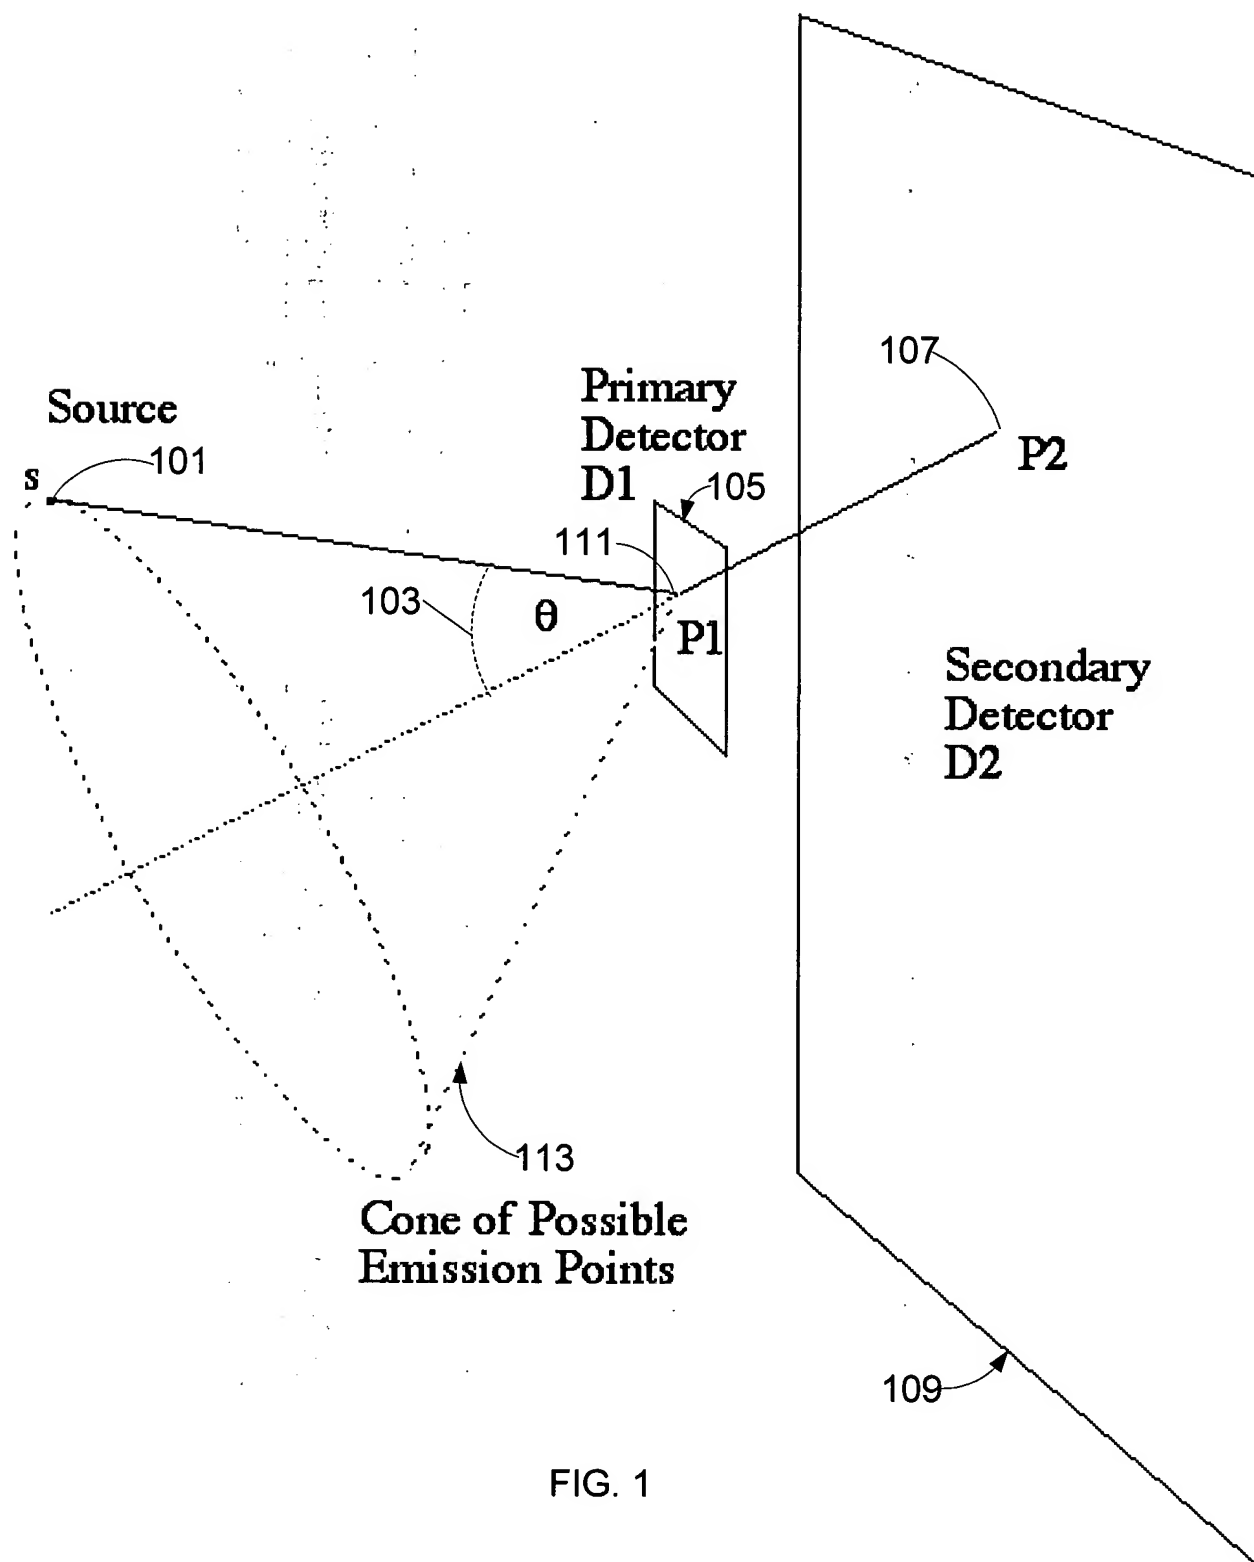 107
Primary
Detector
D1
Source
101
s
P2
105
111
103
θ
P1
Secondary
Detector
D2
113
Cone of Possible
Emission Points
109
FIG. 1